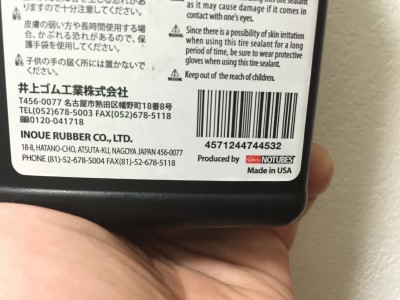 りますので十分注意してください。
皮膚の弱い方や長時間使用する
場合、かぶれる恐れがあるので、保
護手袋を使用してください。
子供の手の届く所には置かないで
ください。
井上ゴム工業株式会社
〒456-0077 名古屋市熱田区幡野町18番8号
TEL(052)678-5003 FAX(052)678-5118
0120-041718
INOUE RUBBER CO., LTD.
18-8, HATANO-CHO, ATSUTA-KU, NAGOYA JAPAN 456-0077
PHONE (81)-52-678-5004 FAX(81)-52-678-5118
as it may cause damage if it comes in
contact with one's eyes.
Since there is a possibility of skin irritation
when using this tire sealant for a long
period of time, be sure to wear protective
gloves when using this tire sealant.
Keep out of the reach of children.
4571244744532
Produced by NOTUBES
Made in USA